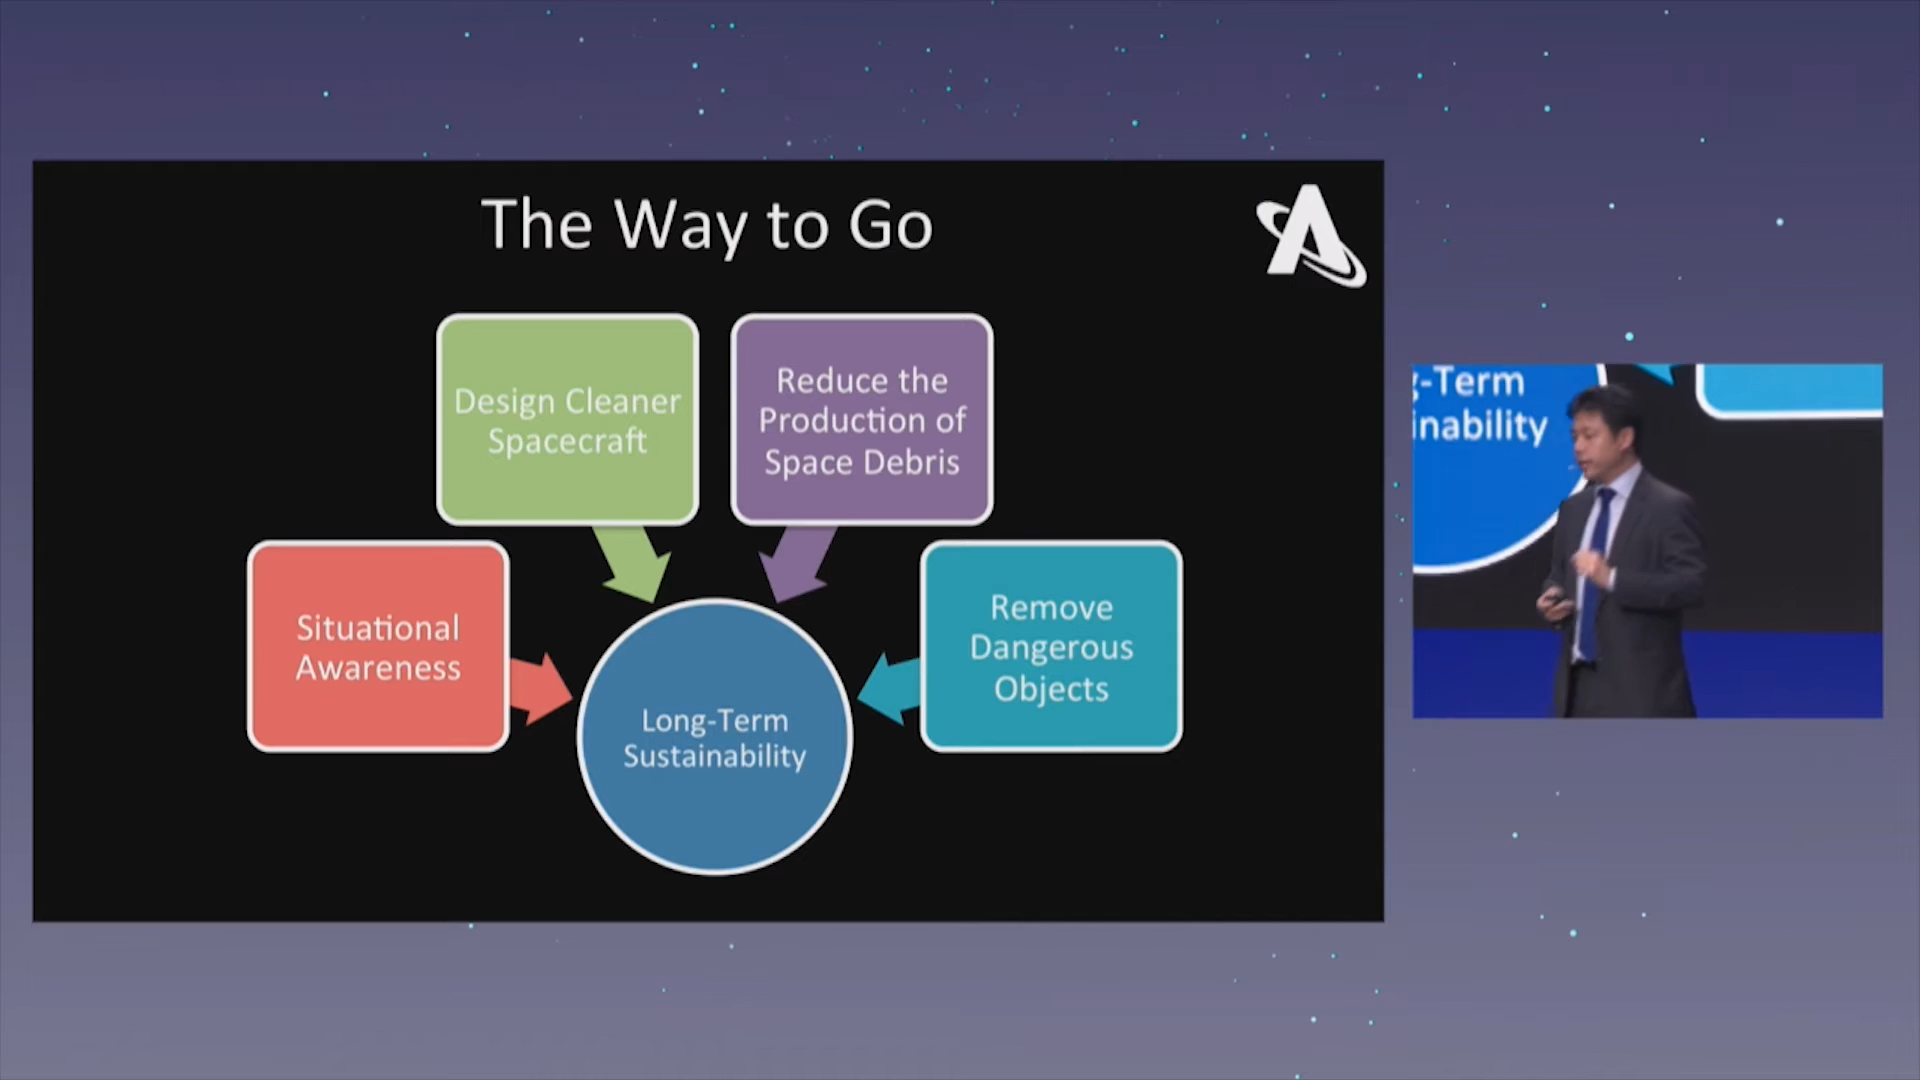 The Way to Go
Design Cleaner
Spacecraft
Reduce the
Production of
Space Debris
Situational
Awareness
Remove
Dangerous
Objects
Long-Term
Sustainability
g-Term
inability